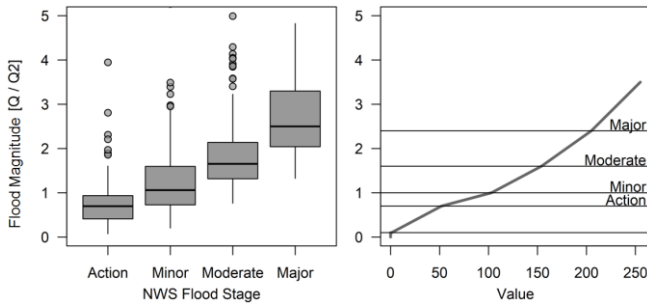 5
4
3
2
1
0
Flood Magnitude [Q / Q2]
Action Minor Moderate Major
NWS Flood Stage
5
4
3
2
1
0
Major
Moderate
Minor
Action
0 50 100 150 200 250
Value